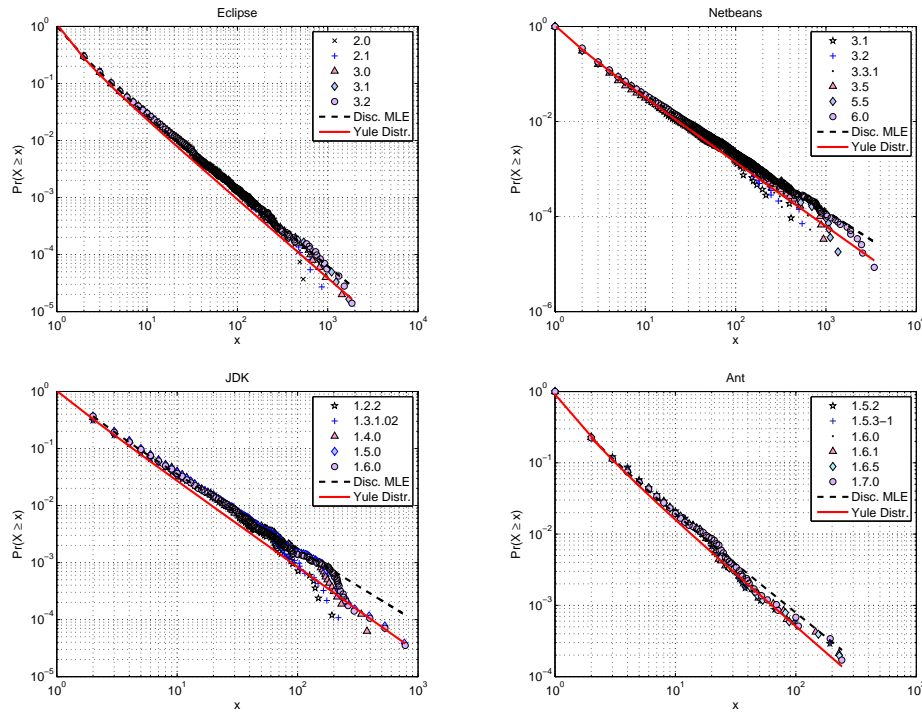 Eclipse
10^0
10^-1
10^-2
10^-3
10^-4
10^-5
Pr(X ≥ x)
10^0 10^1 10^2 10^3 10^4
x
2.0
2.1
3.0
3.1
3.2
Disc. MLE
Yule Distr.
Netbeans
10^0
10^-2
10^-4
10^-6
Pr(X ≥ x)
10^0 10^1 10^2 10^3 10^4
x
3.1
3.2
3.3.1
3.5
5.5
6.0
Disc. MLE
Yule Distr.
JDK
10^0
10^-1
10^-2
10^-3
10^-4
10^-5
Pr(X ≥ x)
10^0 10^1 10^2 10^3
x
1.2.2
1.3.1.02
1.4.0
1.5.0
1.6.0
Disc. MLE
Yule Distr.
Ant
10^0
10^-1
10^-2
10^-3
10^-4
Pr(X ≥ x)
10^0 10^1 10^2 10^3
x
1.5.2
1.5.3−1
1.6.0
1.6.1
1.6.5
1.7.0
Disc. MLE
Yule Distr.